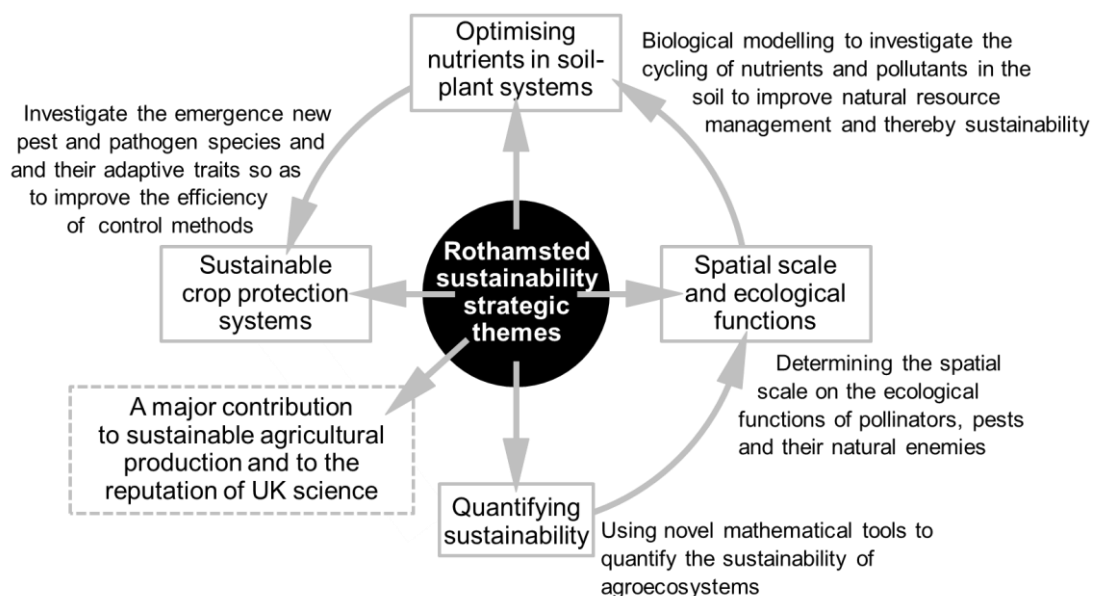 Optimising
nutrients in soil-
plant systems
Biological modelling to investigate the
cycling of nutrients and pollutants in the
soil to improve natural resource
management and thereby sustainability
Investigate the emergence new
pest and pathogen species and
and their adaptive traits so as
to improve the efficiency
of control methods
Rothamsted
sustainability
strategic
themes
Sustainable
crop protection
systems
Spatial scale
and ecological
functions
Determining the spatial
scale on the ecological
functions of pollinators, pests
and their natural enemies
A major contribution
to sustainable agricultural
production and to the
reputation of UK science
Quantifying
sustainability
Using novel mathematical tools to
quantify the sustainability of
agroecosystems